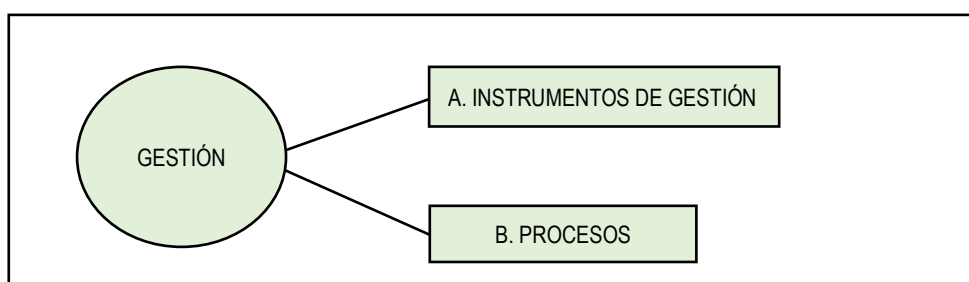 A. INSTRUMENTOS DE GESTIÓN
GESTIÓN
B. PROCESOS